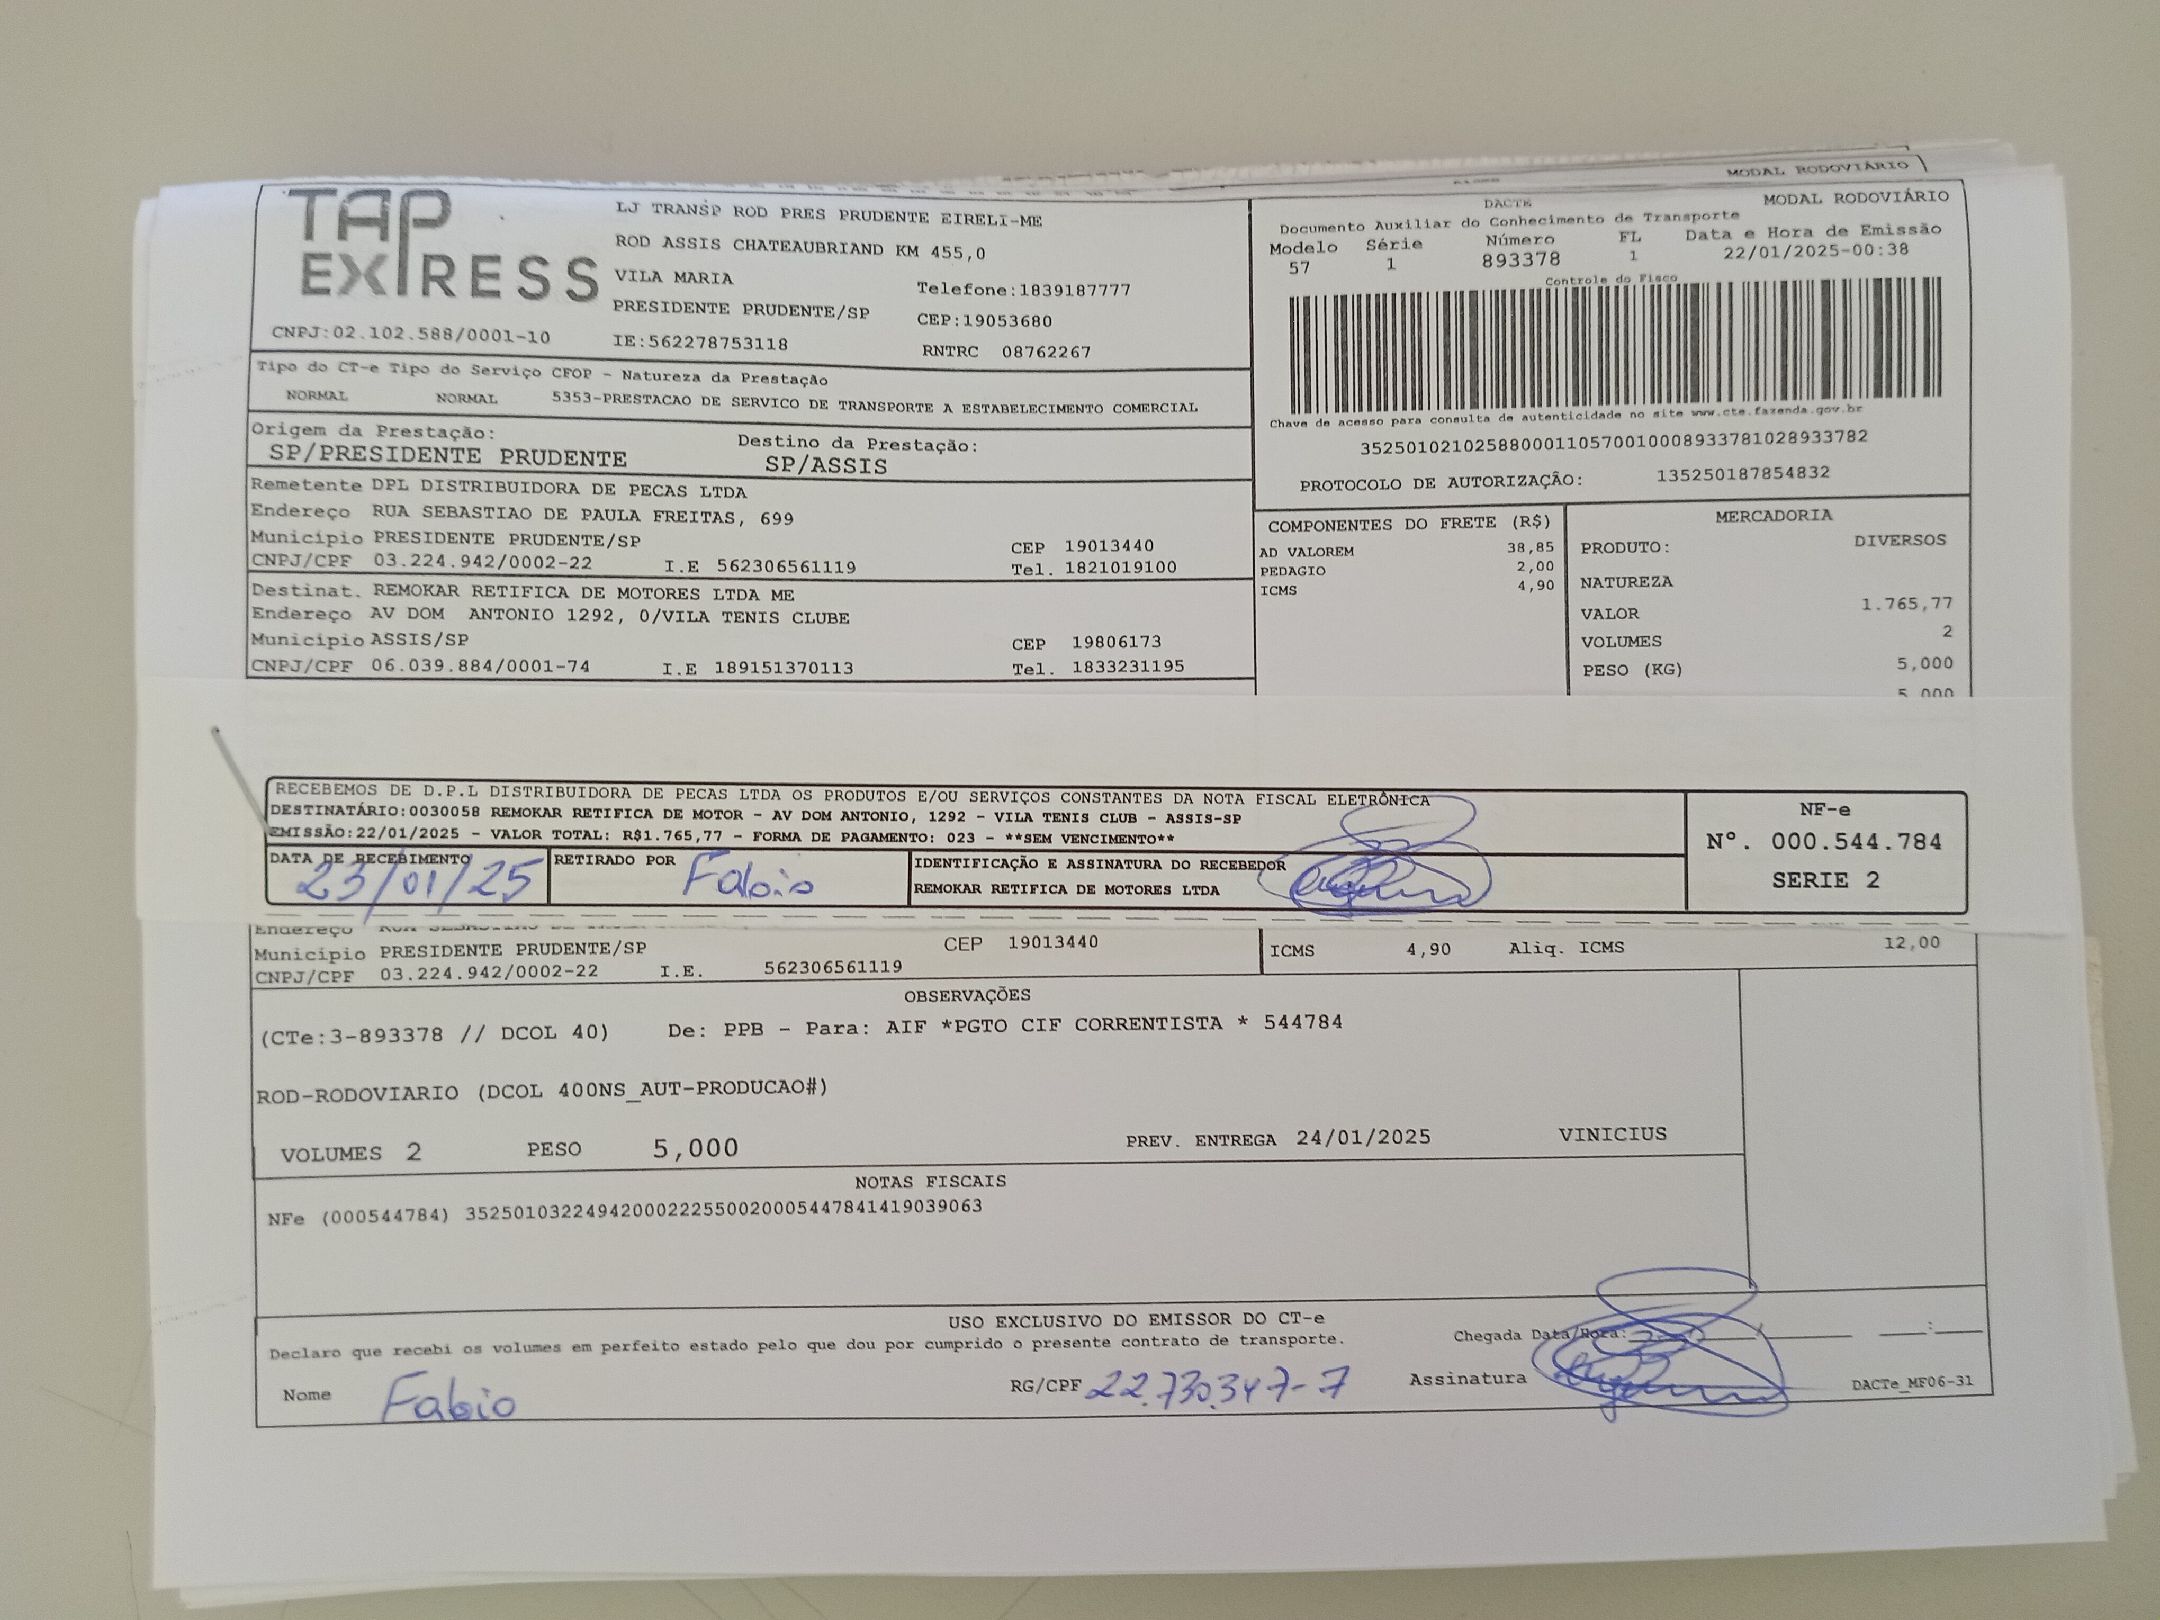 MODAL RODOVIÁRIO
TAP EXPRESS
LJ TRANSP ROD PRES PRUDENTE EIRELI-ME
ROD ASSIS CHATEAUBRIAND KM 455,0
VILA MARIA
Telefone:1839187777
PRESIDENTE PRUDENTE/SP
CEP:19053680
CNPJ:02.102.588/0001-10
IE:562278753118
RNTRC 08762267
DACTE
MODAL RODOVIÁRIO
Documento Auxiliar do Conhecimento de Transporte
Modelo Série Número FL Data e Hora de Emissão
57 1 893378 1 22/01/2025-00:38
Controle do Fisco
Chave de acesso para consulta de autenticidade no site www.cte.fazenda.gov.br
35250102102588000110570010008933781028933782
PROTOCOLO DE AUTORIZAÇÃO: 135250187854832
Tipo do CT-e Tipo do Serviço CFOP - Natureza da Prestação
NORMAL NORMAL 5353-PRESTACAO DE SERVICO DE TRANSPORTE A ESTABELECIMENTO COMERCIAL
Origem da Prestação: Destino da Prestação:
SP/PRESIDENTE PRUDENTE SP/ASSIS
Remetente DPL DISTRIBUIDORA DE PECAS LTDA
Endereço RUA SEBASTIAO DE PAULA FREITAS, 699
Município PRESIDENTE PRUDENTE/SP CEP 19013440
CNPJ/CPF 03.224.942/0002-22 I.E 562306561119 Tel. 1821019100
Destinat. REMOKAR RETIFICA DE MOTORES LTDA ME
Endereço AV DOM ANTONIO 1292, 0/VILA TENIS CLUBE
Município ASSIS/SP CEP 19806173
CNPJ/CPF 06.039.884/0001-74 I.E 189151370113 Tel. 1833231195
COMPONENTES DO FRETE (R$)
AD VALOREM 38,85
PEDAGIO 2,00
ICMS 4,90
MERCADORIA
PRODUTO: DIVERSOS
NATUREZA
VALOR 1.765,77
VOLUMES 2
PESO (KG) 5,000
5,000
RECEBEMOS DE D.P.L DISTRIBUIDORA DE PECAS LTDA OS PRODUTOS E/OU SERVIÇOS CONSTANTES DA NOTA FISCAL ELETRÔNICA
DESTINATÁRIO:0030058 REMOKAR RETIFICA DE MOTOR - AV DOM ANTONIO, 1292 - VILA TENIS CLUB - ASSIS-SP
EMISSÃO:22/01/2025 - VALOR TOTAL: R$1.765,77 - FORMA DE PAGAMENTO: 023 - **SEM VENCIMENTO**
DATA DE RECEBIMENTO
23/01/25
RETIRADO POR Fabio
IDENTIFICAÇÃO E ASSINATURA DO RECEBEDOR
REMOKAR RETIFICA DE MOTORES LTDA
NF-e
Nº. 000.544.784
SERIE 2
Endereço
Município PRESIDENTE PRUDENTE/SP CEP 19013440
CNPJ/CPF 03.224.942/0002-22 I.E. 562306561119
ICMS 4,90 Aliq. ICMS 12,00
OBSERVAÇÕES
(CTe:3-893378 // DCOL 40) De: PPB - Para: AIF *PGTO CIF CORRENTISTA * 544784
ROD-RODOVIARIO (DCOL 400NS_AUT-PRODUCAO#)
VOLUMES 2 PESO 5,000 PREV. ENTREGA 24/01/2025 VINICIUS
NOTAS FISCAIS
NFe (000544784) 35250103224942000222550020005447841419039063
USO EXCLUSIVO DO EMISSOR DO CT-e
Declaro que recebi os volumes em perfeito estado pelo que dou por cumprido o presente contrato de transporte.
Chegada Data/Hora:
Nome Fabio RG/CPF 22.730.347-7 Assinatura DACTe_MF06-31